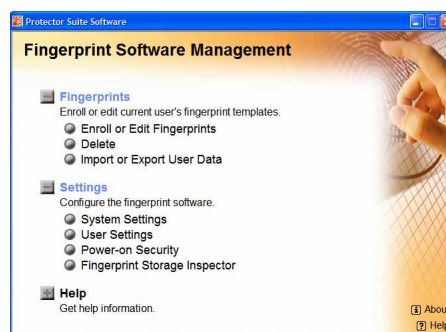 Protector Suite Software
Fingerprint Software Management
Fingerprints
Enroll or edit current user's fingerprint templates.
Enroll or Edit Fingerprints
Delete
Import or Export User Data
Settings
Configure the fingerprint software.
System Settings
User Settings
Power-on Security
Fingerprint Storage Inspector
Help
Get help information.
Abou
Help